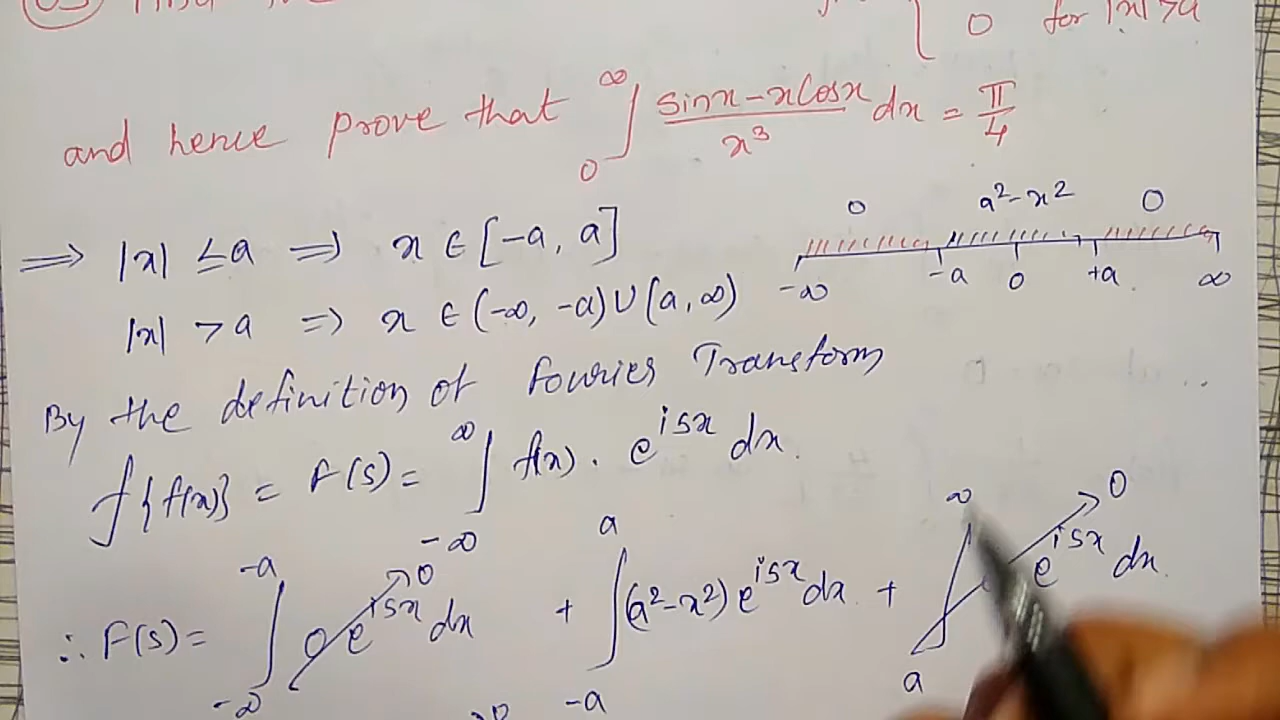 0 for |x| >a
and hence prove that ∫₀^∞ (sinx-xCosx)/x³ dx = π/4
⟹ |x| ≤a ⟹ x ∈ [-a, a]
0 a²-x² 0
-∞ -a 0 +a ∞
|x| >a ⟹ x ∈ (-∞, -a) ∪ (a, ∞)
By the definition of fourier Transform
f{f(x)} = F(s) = ∫_{-∞}^{∞} f(x) . e^{isx} dx.
∴ F(s) = ∫_{-∞}^{-a} 0 e^{isx} dx → 0 + ∫_{-a}^{a} (a²-x²) e^{isx} dx + ∫_{a}^{∞} e^{isx} dx. → 0